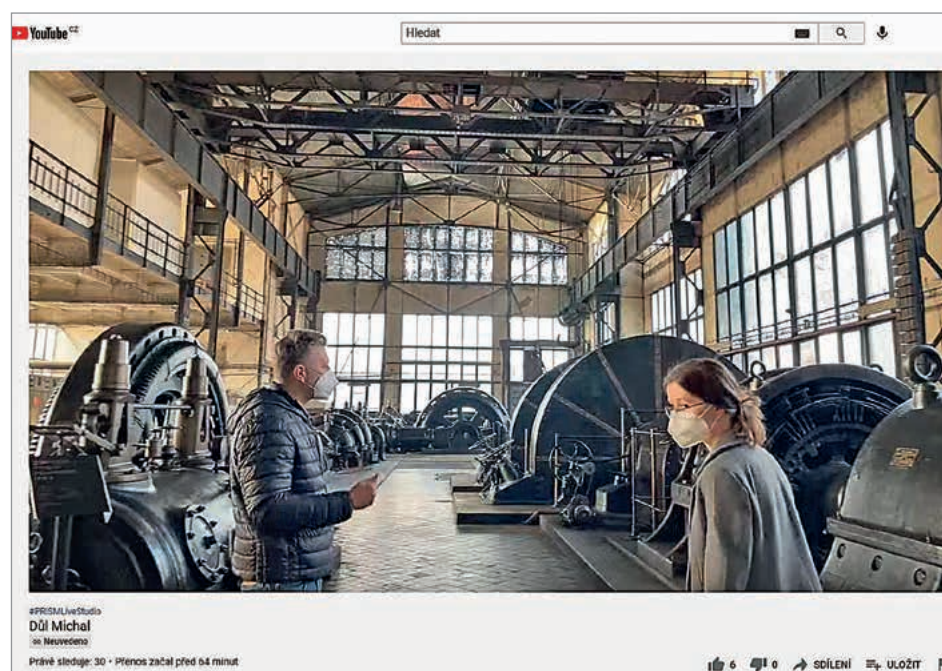 YouTube CZ
Hledat
#PRISMLiveStudio
Důl Michal
Neuvedeno
Právě sleduje: 30 • Přenos začal před 64 minut
6 0 SDÍLENÍ ULOŽIT